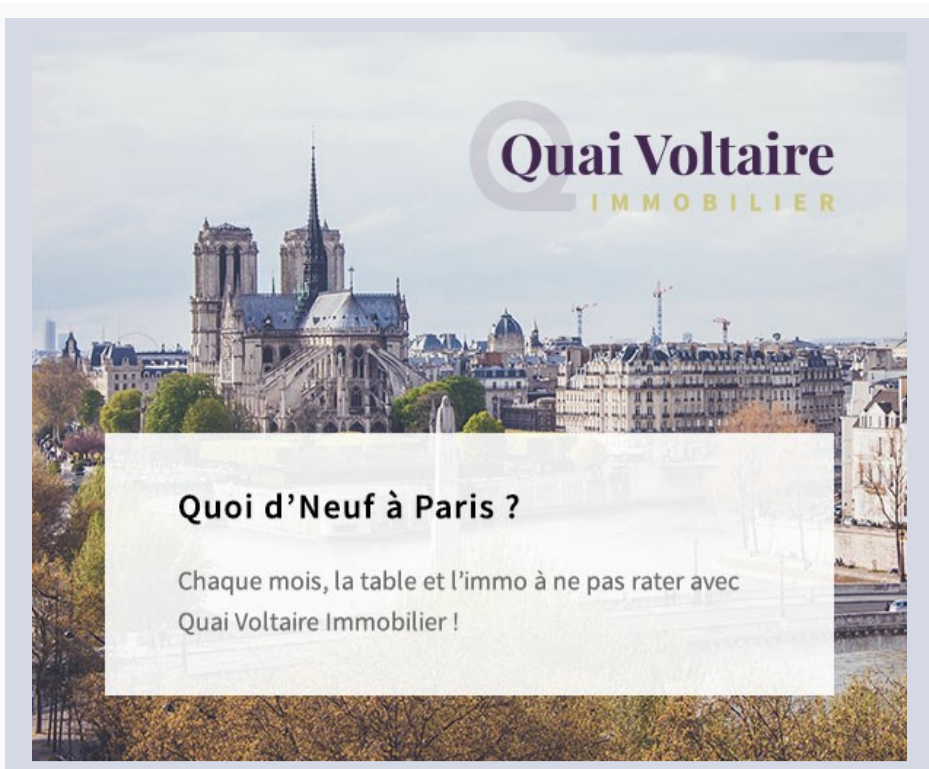 Quai Voltaire
IMMOBILIER
Quoi d’Neuf à Paris ?
Chaque mois, la table et l’immo à ne pas rater avec
Quai Voltaire Immobilier !